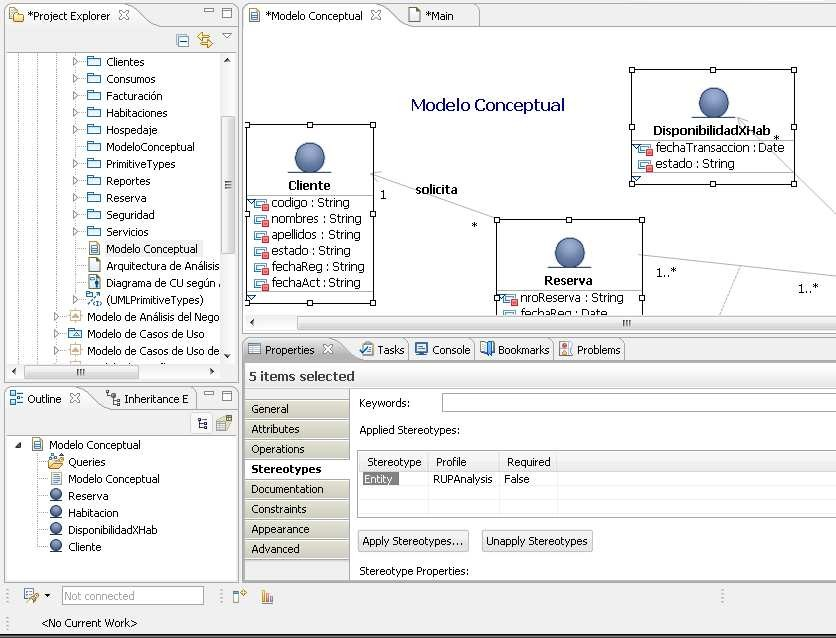 *Project Explorer
Clientes
Consumos
Facturación
Habitaciones
Hospedaje
ModeloConceptual
PrimitiveTypes
Reportes
Reserva
Seguridad
Servicios
Modelo Conceptual
Arquitectura de Análisis
Diagrama de CU según
(UMLPrimitiveTypes)
Modelo de Análisis del Nego
Modelo de Casos de Uso
Modelo de Casos de Uso de
*Modelo Conceptual
*Main
Modelo Conceptual
Cliente
codigo : String
nombres : String
apellidos : String
estado : String
fechaReg : String
fechaAct : String
1
solicita
*
DisponibilidadXHab
*
fechaTransaccion : Date
estado : String
Reserva
nroReserva : String
fechaReg : Date
1..*
1..*
Outline
Inheritance E
Modelo Conceptual
Queries
Modelo Conceptual
Reserva
Habitacion
DisponibilidadXHab
Cliente
Properties
Tasks
Console
Bookmarks
Problems
5 items selected
General
Attributes
Operations
Stereotypes
Documentation
Constraints
Appearance
Advanced
Keywords:
Applied Stereotypes:
Stereotype Profile Required
Entity RUPAnalysis False
Apply Stereotypes... Unapply Stereotypes
Stereotype Properties:
Not connected
<No Current Work>